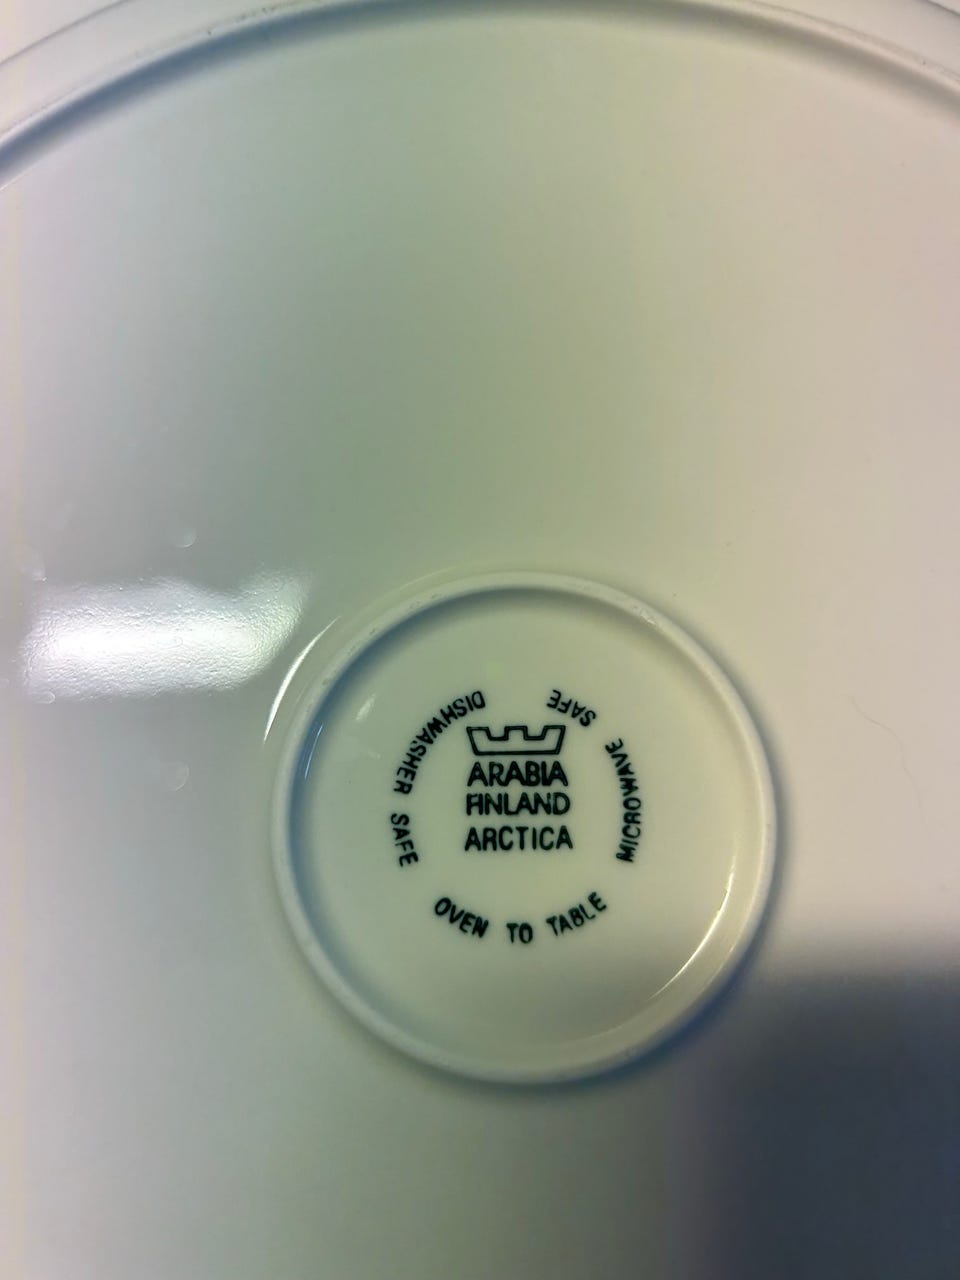 ARABIA
FINLAND
ARCTICA
DISHWASHER SAFE
OVEN TO TABLE
MICROWAVE SAFE